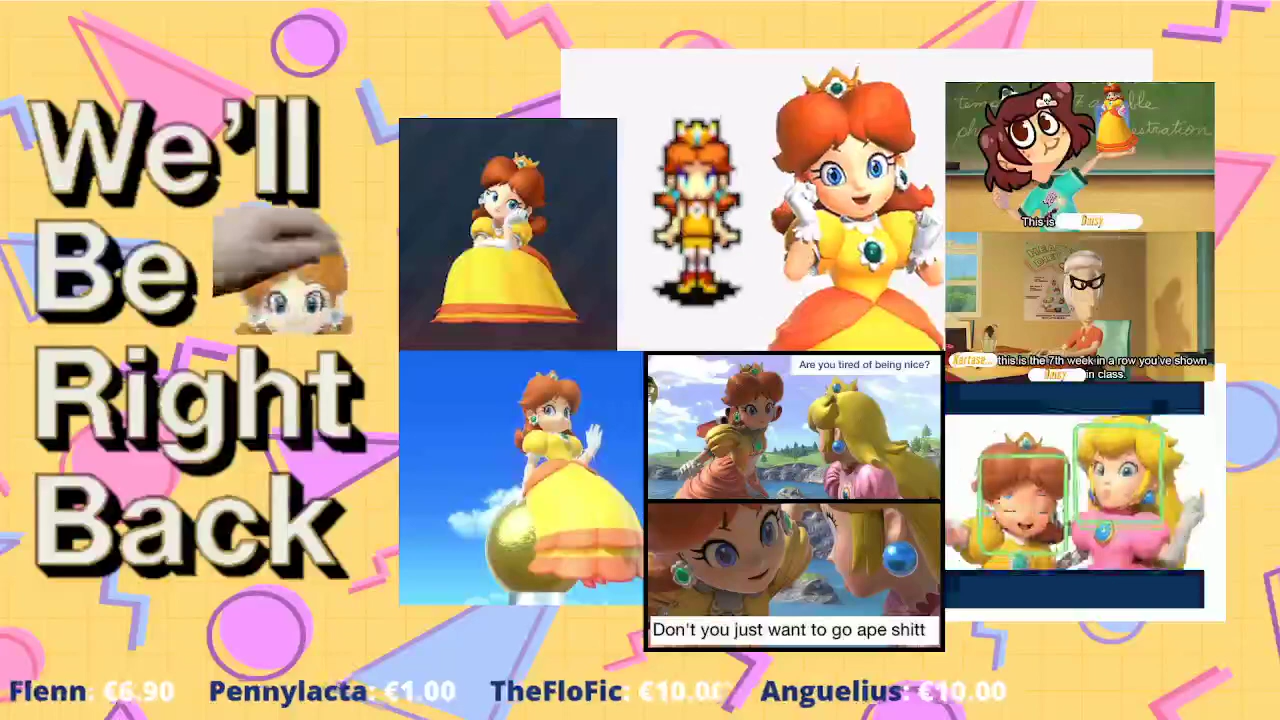 We'll
Be
Right
Back
This is Daisy
this is the 7th week in a row you've shown
Daisy in class.
Are you tired of being nice?
Don't you just want to go ape shitt
Flenn: €6.90 Pennylacta: €1.00 TheFloFic: €10.00 Anguelius: €10.00